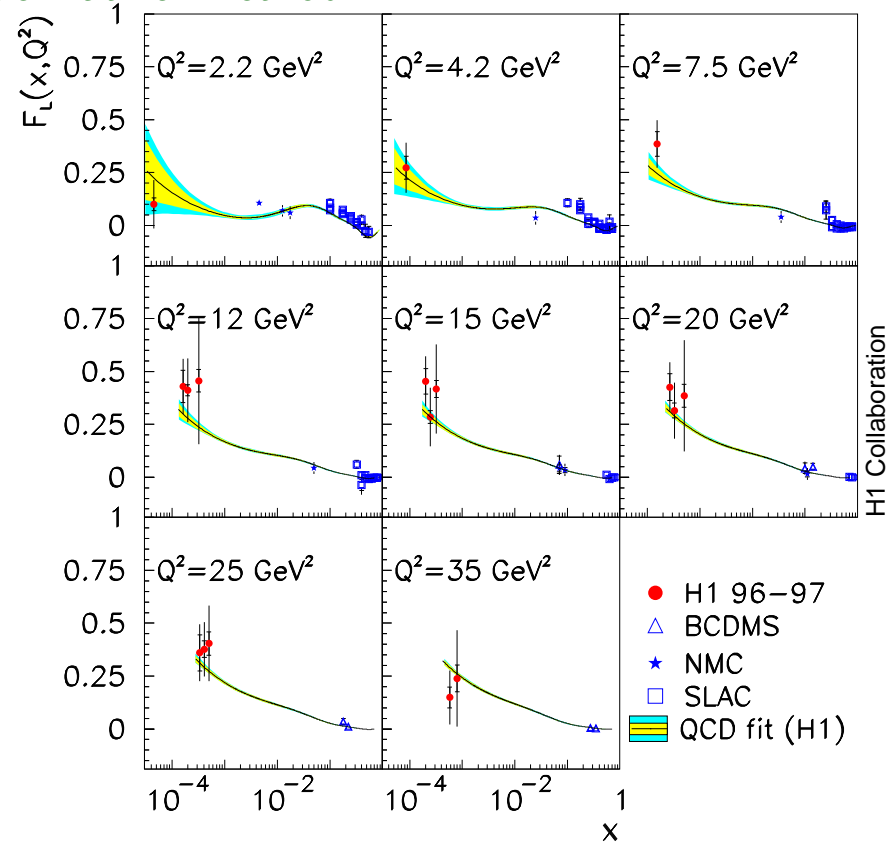 F_L(x,Q²)
1
Q²=2.2 GeV²
Q²=4.2 GeV²
Q²=7.5 GeV²
0.75
0.5
0.25
0
1
Q²=12 GeV²
Q²=15 GeV²
Q²=20 GeV²
0.75
0.5
0.25
0
1
Q²=25 GeV²
Q²=35 GeV²
0.75
0.5
0.25
0
10⁻⁴ 10⁻² 10⁻⁴ 10⁻² 1
x
H1 96-97
BCDMS
NMC
SLAC
QCD fit (H1)
H1 Collaboration